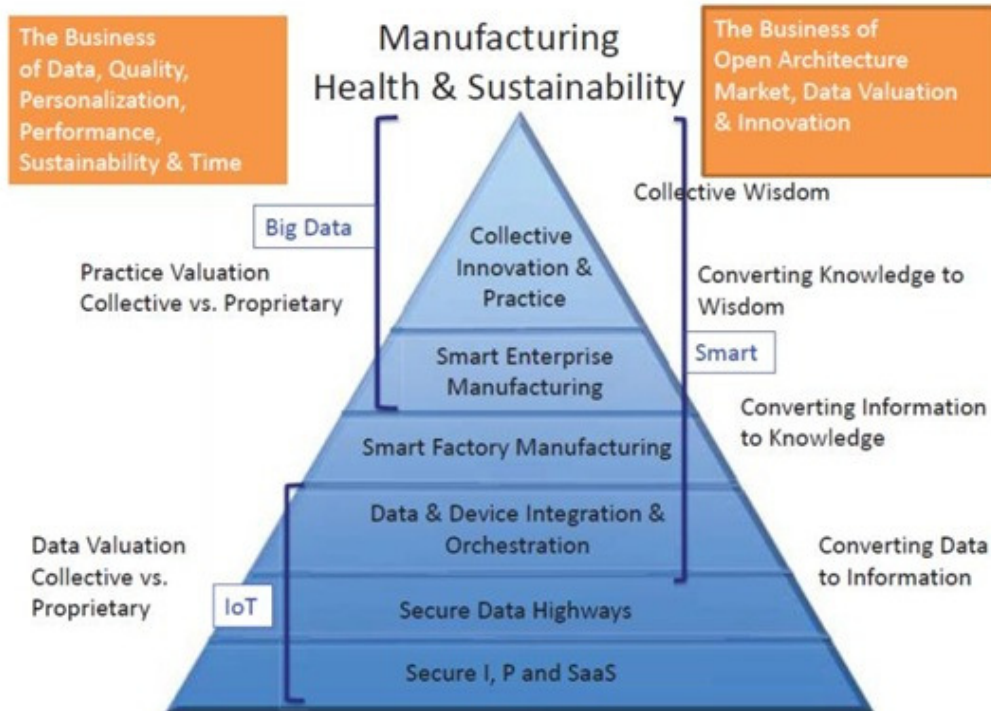 The Business
of Data, Quality,
Personalization,
Performance,
Sustainability & Time
Manufacturing
Health & Sustainability
The Business of
Open Architecture
Market, Data Valuation
& Innovation
Collective Wisdom
Big Data
Collective
Innovation &
Practice
Practice Valuation
Collective vs. Proprietary
Converting Knowledge to
Wisdom
Smart Enterprise
Manufacturing
Smart
Converting Information
to Knowledge
Smart Factory Manufacturing
Data & Device Integration &
Orchestration
Data Valuation
Collective vs.
Proprietary
Converting Data
to Information
IoT
Secure Data Highways
Secure I, P and SaaS